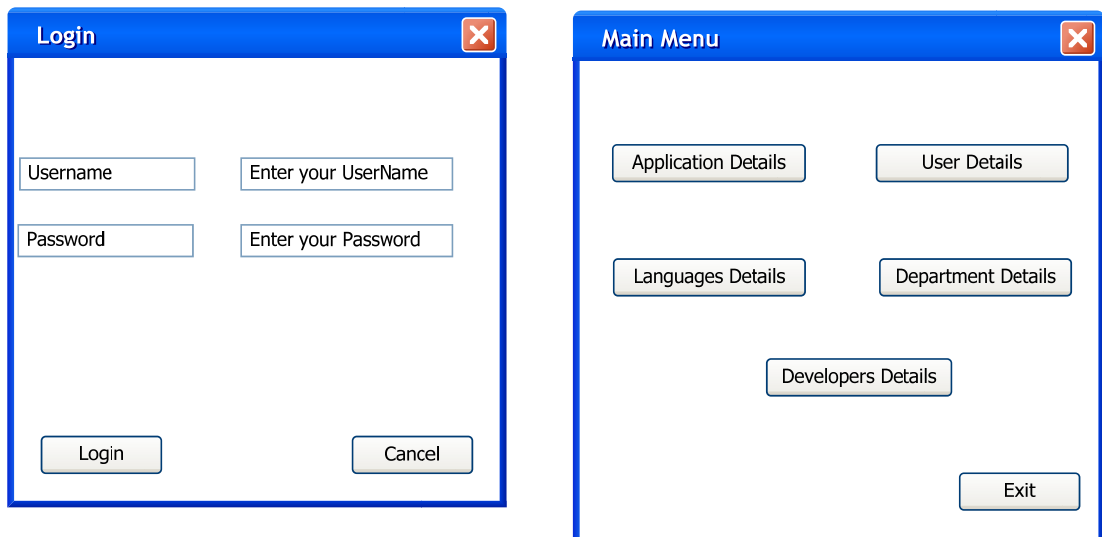 Login
Username
Enter your UserName
Password
Enter your Password
Login
Cancel
Main Menu
Application Details
User Details
Languages Details
Department Details
Developers Details
Exit